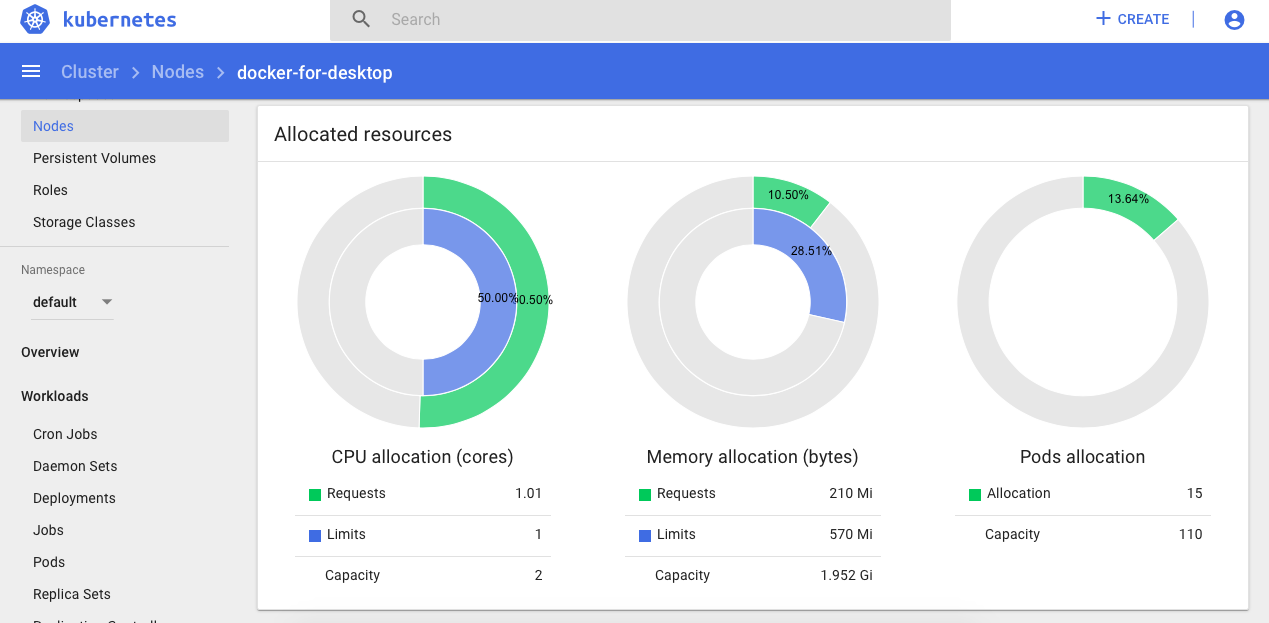 kubernetes
Search
CREATE
Cluster
Nodes
docker-for-desktop
Nodes
Persistent Volumes
Roles
Storage Classes
Namespace
default
Overview
Workloads
Cron Jobs
Daemon Sets
Deployments
Jobs
Pods
Replica Sets
Allocated resources
50.00%
0.50%
CPU allocation (cores)
Requests 1.01
Limits 1
Capacity 2
10.50%
28.51%
Memory allocation (bytes)
Requests 210 Mi
Limits 570 Mi
Capacity 1.952 Gi
13.64%
Pods allocation
Allocation 15
Capacity 110